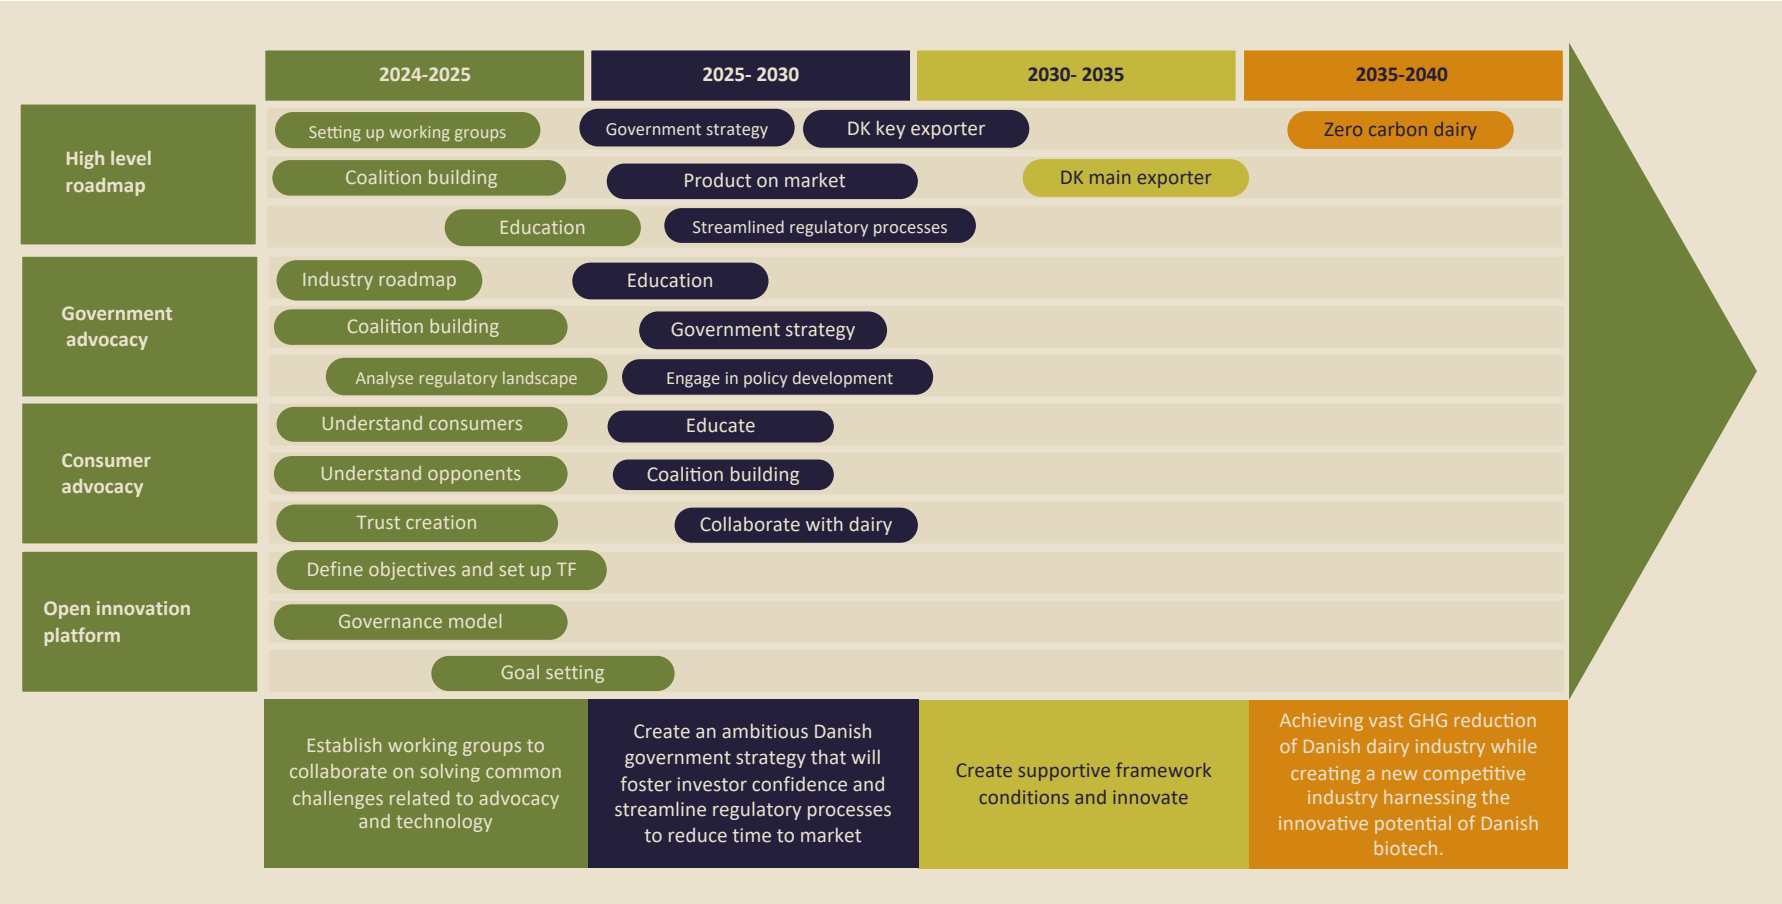 2024-2025
2025- 2030
2030- 2035
2035-2040
High level
roadmap
Setting up working groups
Government strategy
DK key exporter
Zero carbon dairy
Coalition building
Product on market
DK main exporter
Education
Streamlined regulatory processes
Government
advocacy
Industry roadmap
Education
Coalition building
Government strategy
Analyse regulatory landscape
Engage in policy development
Consumer
advocacy
Understand consumers
Educate
Understand opponents
Coalition building
Trust creation
Collaborate with dairy
Open innovation
platform
Define objectives and set up TF
Governance model
Goal setting
Establish working groups to
collaborate on solving common
challenges related to advocacy
and technology
Create an ambitious Danish
government strategy that will
foster investor confidence and
streamline regulatory processes
to reduce time to market
Create supportive framework
conditions and innovate
Achieving vast GHG reduction
of Danish dairy industry while
creating a new competitive
industry harnessing the
innovative potential of Danish
biotech.